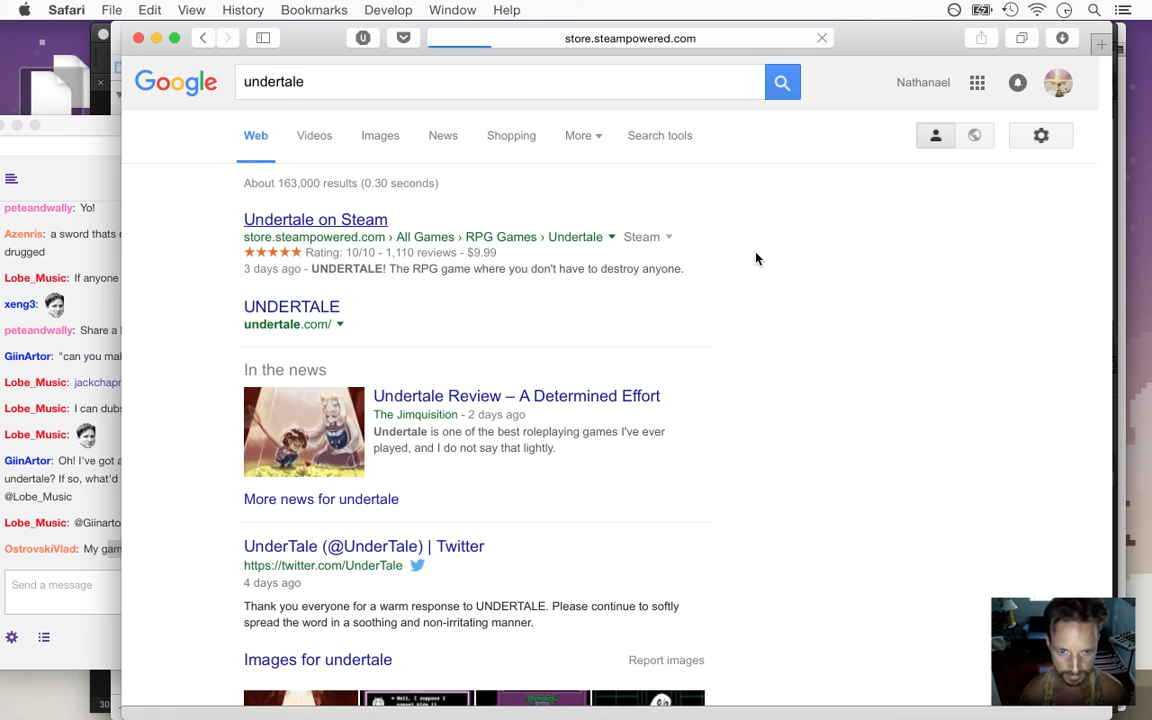 Safari File Edit View History Bookmarks Develop Window Help
store.steampowered.com
Google
undertale
Nathanael
Web Videos Images News Shopping More Search tools
About 163,000 results (0.30 seconds)
Undertale on Steam
store.steampowered.com › All Games › RPG Games › Undertale Steam
Rating: 10/10 - 1,110 reviews - $9.99
3 days ago - UNDERTALE! The RPG game where you don't have to destroy anyone.
UNDERTALE
undertale.com/
In the news
Undertale Review – A Determined Effort
The Jimquisition - 2 days ago
Undertale is one of the best roleplaying games I've ever
played, and I do not say that lightly.
More news for undertale
UnderTale (@UnderTale) | Twitter
https://twitter.com/UnderTale
4 days ago
Thank you everyone for a warm response to UNDERTALE. Please continue to softly
spread the word in a soothing and non-irritating manner.
Images for undertale
Report images
peteandwally: Yo!
Azenris: a sword thats
drugged
Lobe_Music: If anyone
xeng3:
peteandwally: Share a
GiinArtor: "can you
Lobe_Music: jackchapr
Lobe_Music: I can dubs
Lobe_Music:
GiinArtor: Oh! I've got a
undertale? If so, what'd
@Lobe_Music
Lobe_Music: @Giinarto
OstrovskiVlad: My gam
Send a message
30